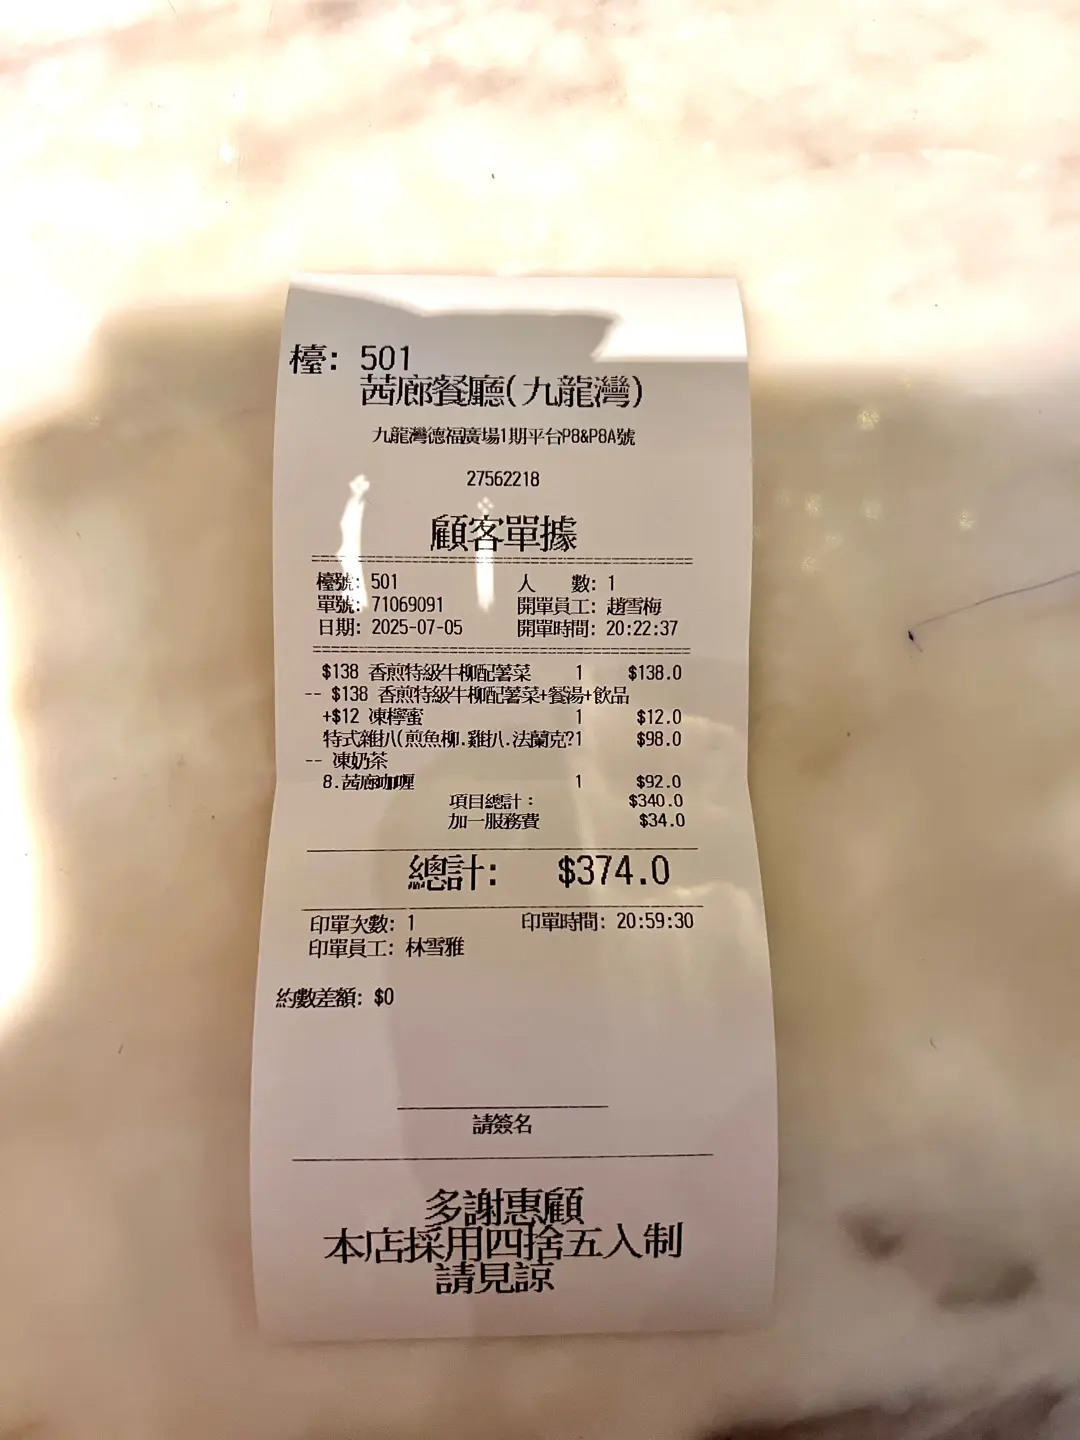 檯: 501
茜廊餐廳(九龍灣)
九龍灣德福廣場1期平台P8&P8A號
27562218
顧客單據
檯號: 501 人 數: 1
單號: 71069091 開單員工: 趙雪梅
日期: 2025-07-05 開單時間: 20:22:37
$138 香煎特級牛柳配薯菜 1 $138.0
-- $138 香煎特級牛柳配薯菜+餐湯+飲品
+$12 凍檸蜜 1 $12.0
特式雜扒(煎魚柳.雞扒.法蘭克?1 $98.0
-- 凍奶茶
8.茜廊咖喱 1 $92.0
項目總計: $340.0
加一服務費 $34.0
總計: $374.0
印單次數: 1 印單時間: 20:59:30
印單員工: 林雪雅
約數差額: $0
請簽名
多謝惠顧
本店採用四捨五入制
請見諒